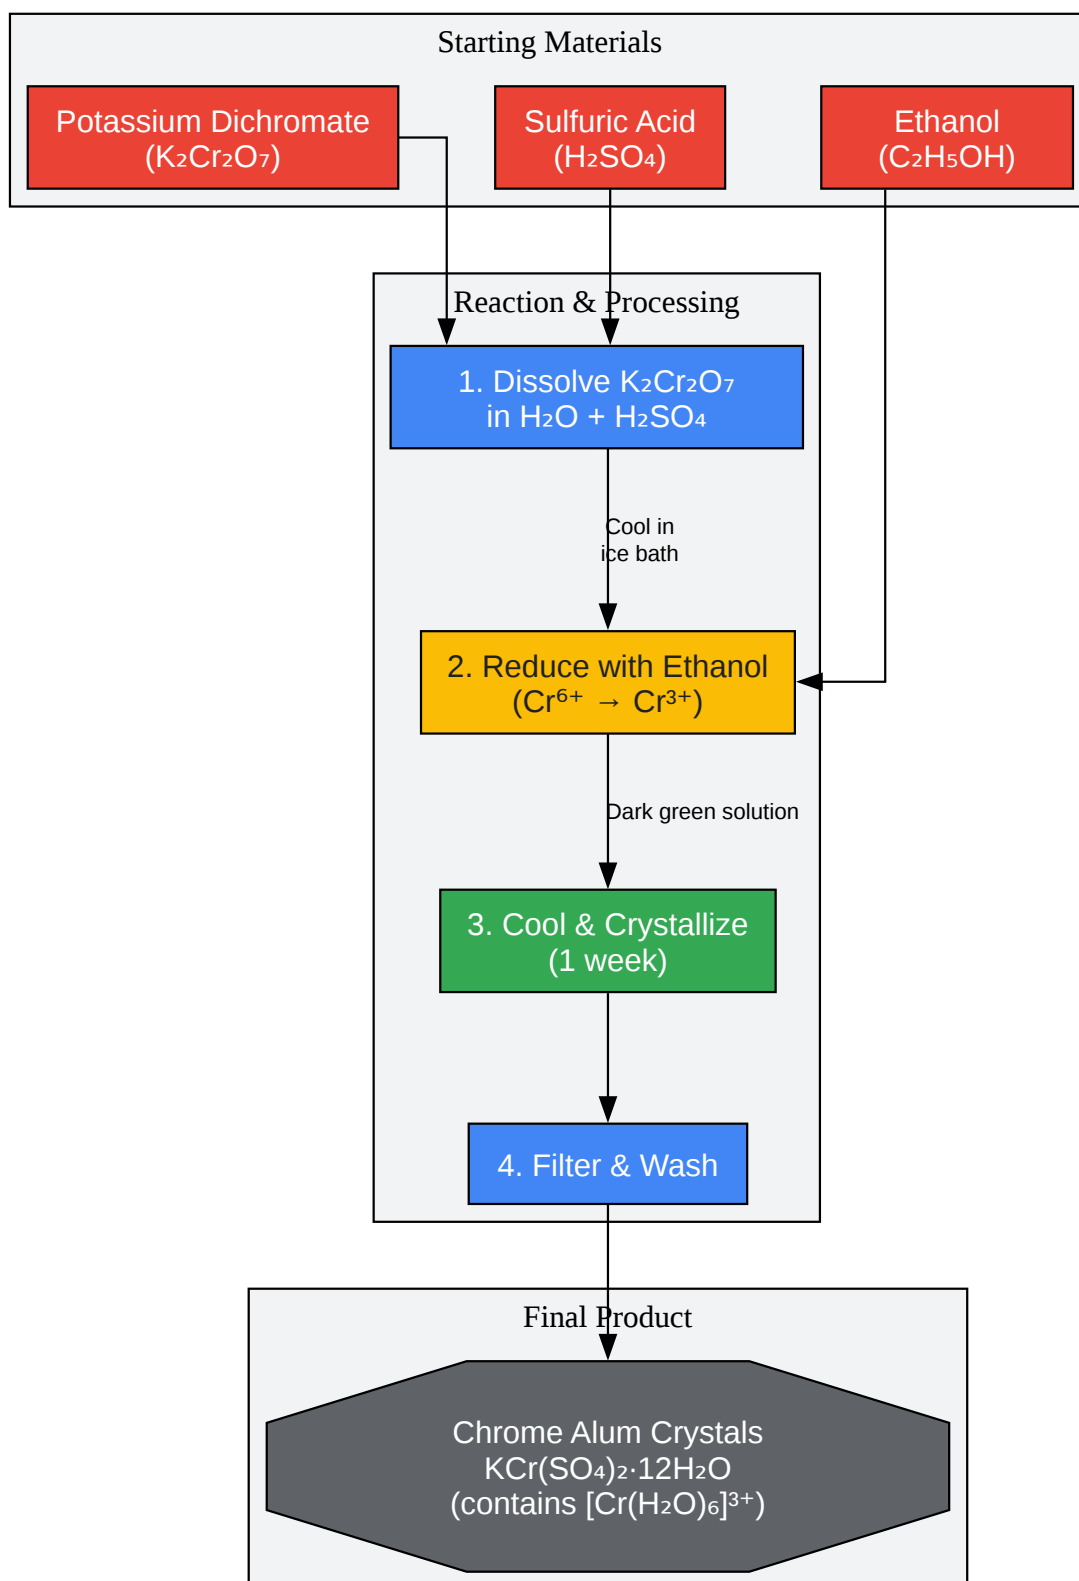 Starting Materials
Potassium Dichromate
(K₂Cr₂O₇)
Sulfuric Acid
(H₂SO₄)
Ethanol
(C₂H₅OH)
Reaction & Processing
1. Dissolve K₂Cr₂O₇
in H₂O + H₂SO₄
Cool in
ice bath
2. Reduce with Ethanol
(Cr⁶⁺ → Cr³⁺)
Dark green solution
3. Cool & Crystallize
(1 week)
4. Filter & Wash
Final Product
Chrome Alum Crystals
KCr(SO₄)₂·12H₂O
(contains [Cr(H₂O)₆]³⁺)